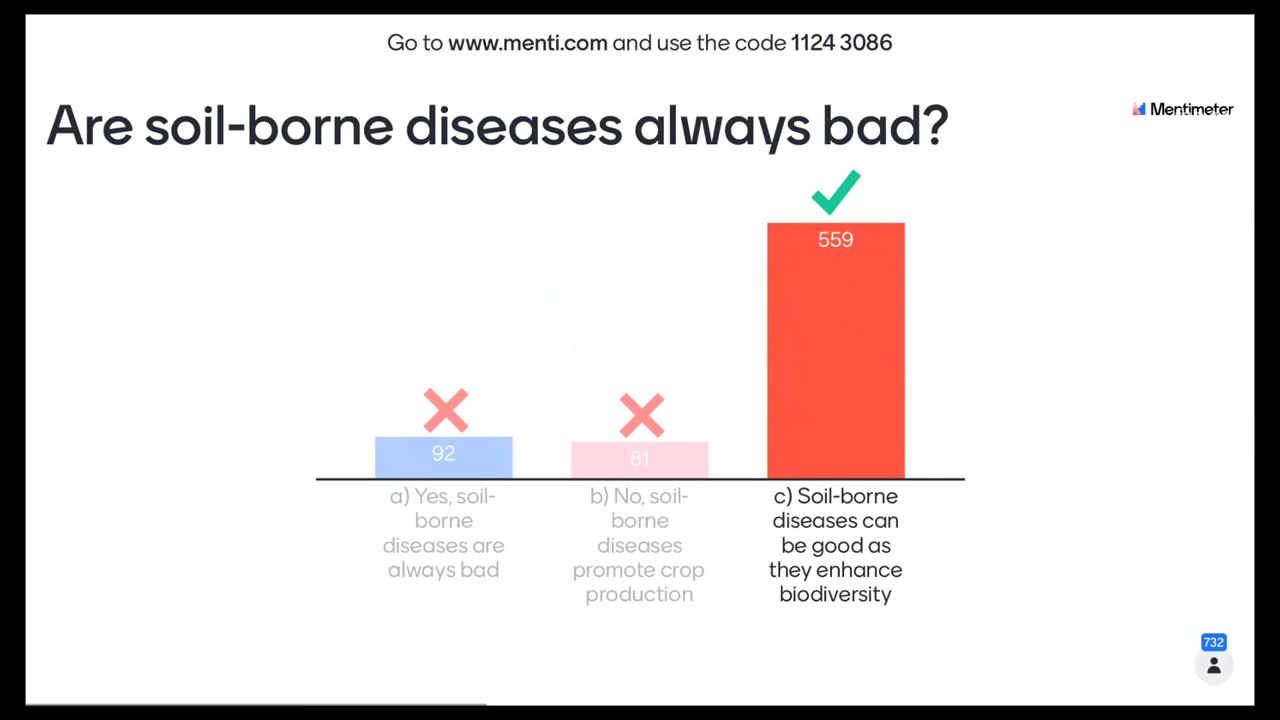 Go to www.menti.com and use the code 1124 3086
Are soil-borne diseases always bad?
Mentimeter
559
92
81
a) Yes, soil-
borne
diseases are
always bad
b) No, soil-
borne
diseases
promote crop
production
c) Soil-borne
diseases can
be good as
they enhance
biodiversity
732